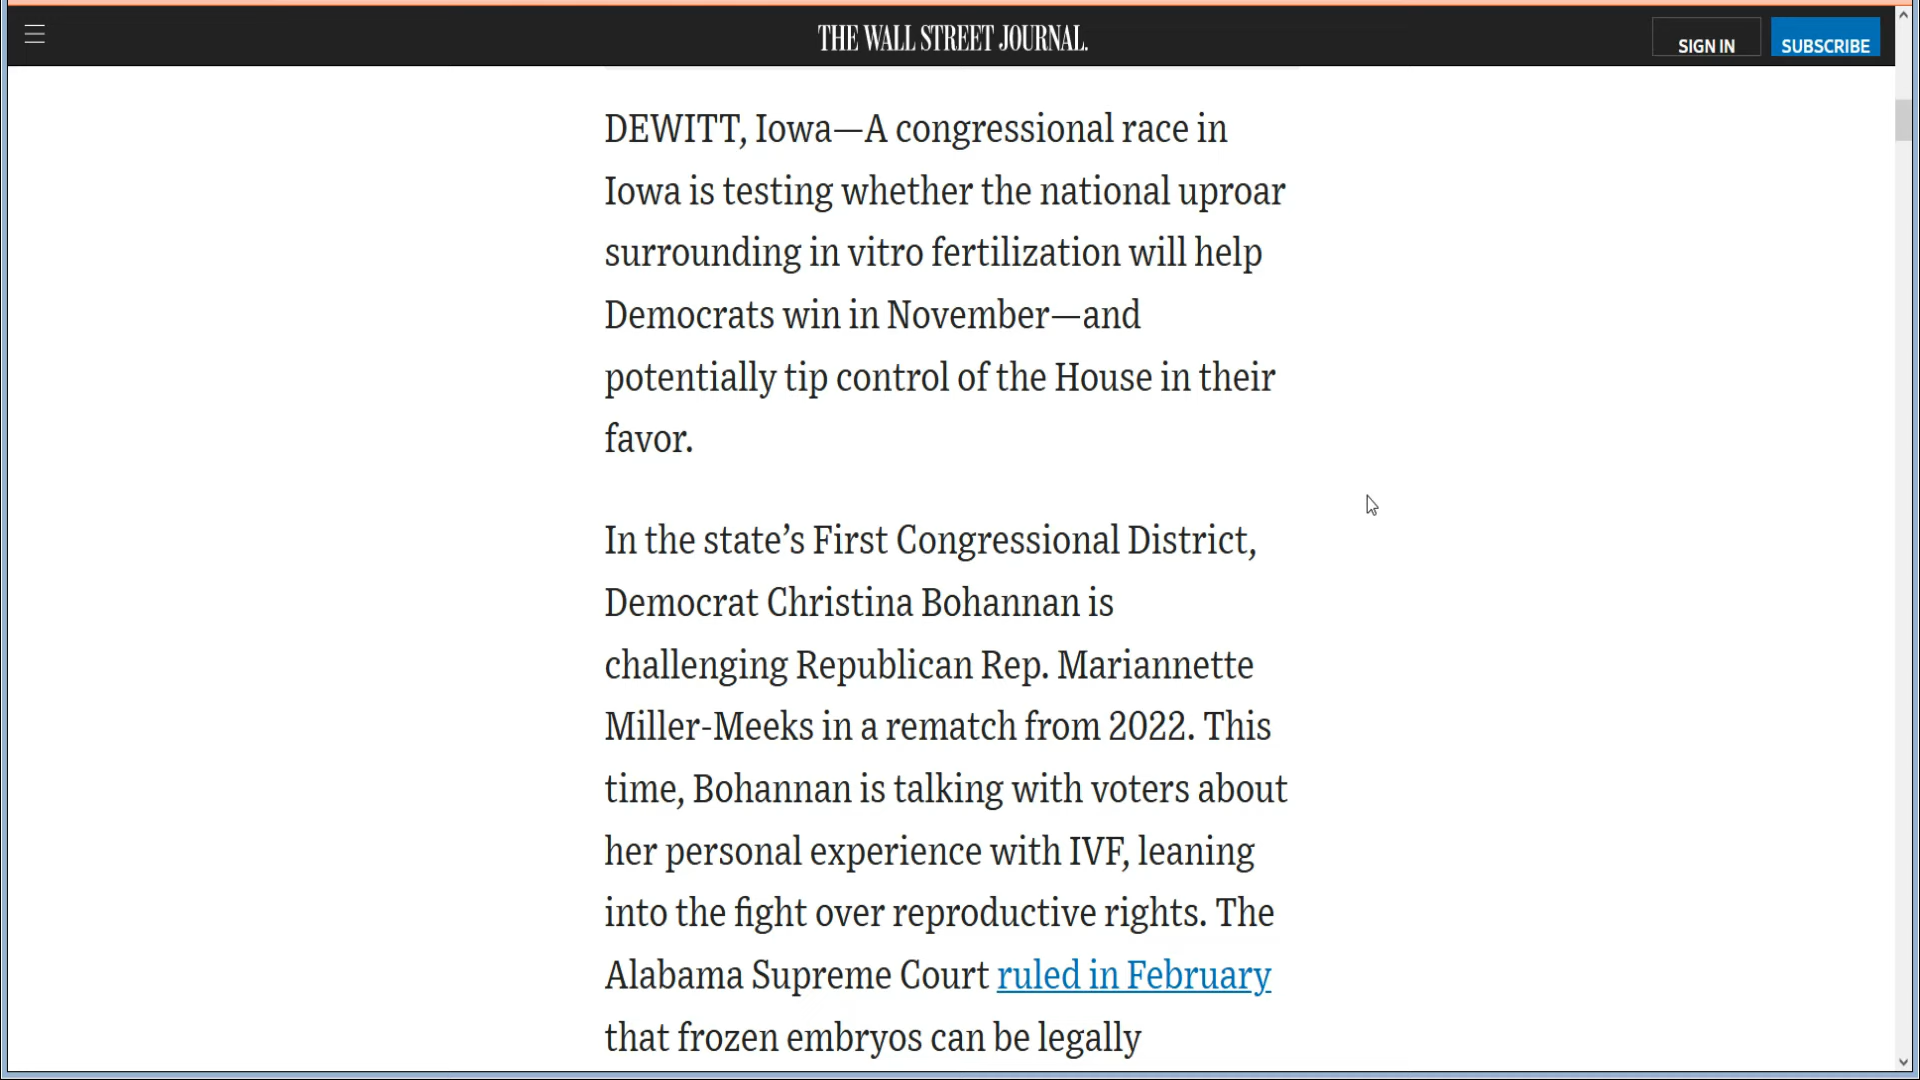 THE WALL STREET JOURNAL.
SIGN IN
SUBSCRIBE
DEWITT, Iowa—A congressional race in
Iowa is testing whether the national uproar
surrounding in vitro fertilization will help
Democrats win in November—and
potentially tip control of the House in their
favor.
In the state’s First Congressional District,
Democrat Christina Bohannan is
challenging Republican Rep. Mariannette
Miller-Meeks in a rematch from 2022. This
time, Bohannan is talking with voters about
her personal experience with IVF, leaning
into the fight over reproductive rights. The
Alabama Supreme Court ruled in February
that frozen embryos can be legally